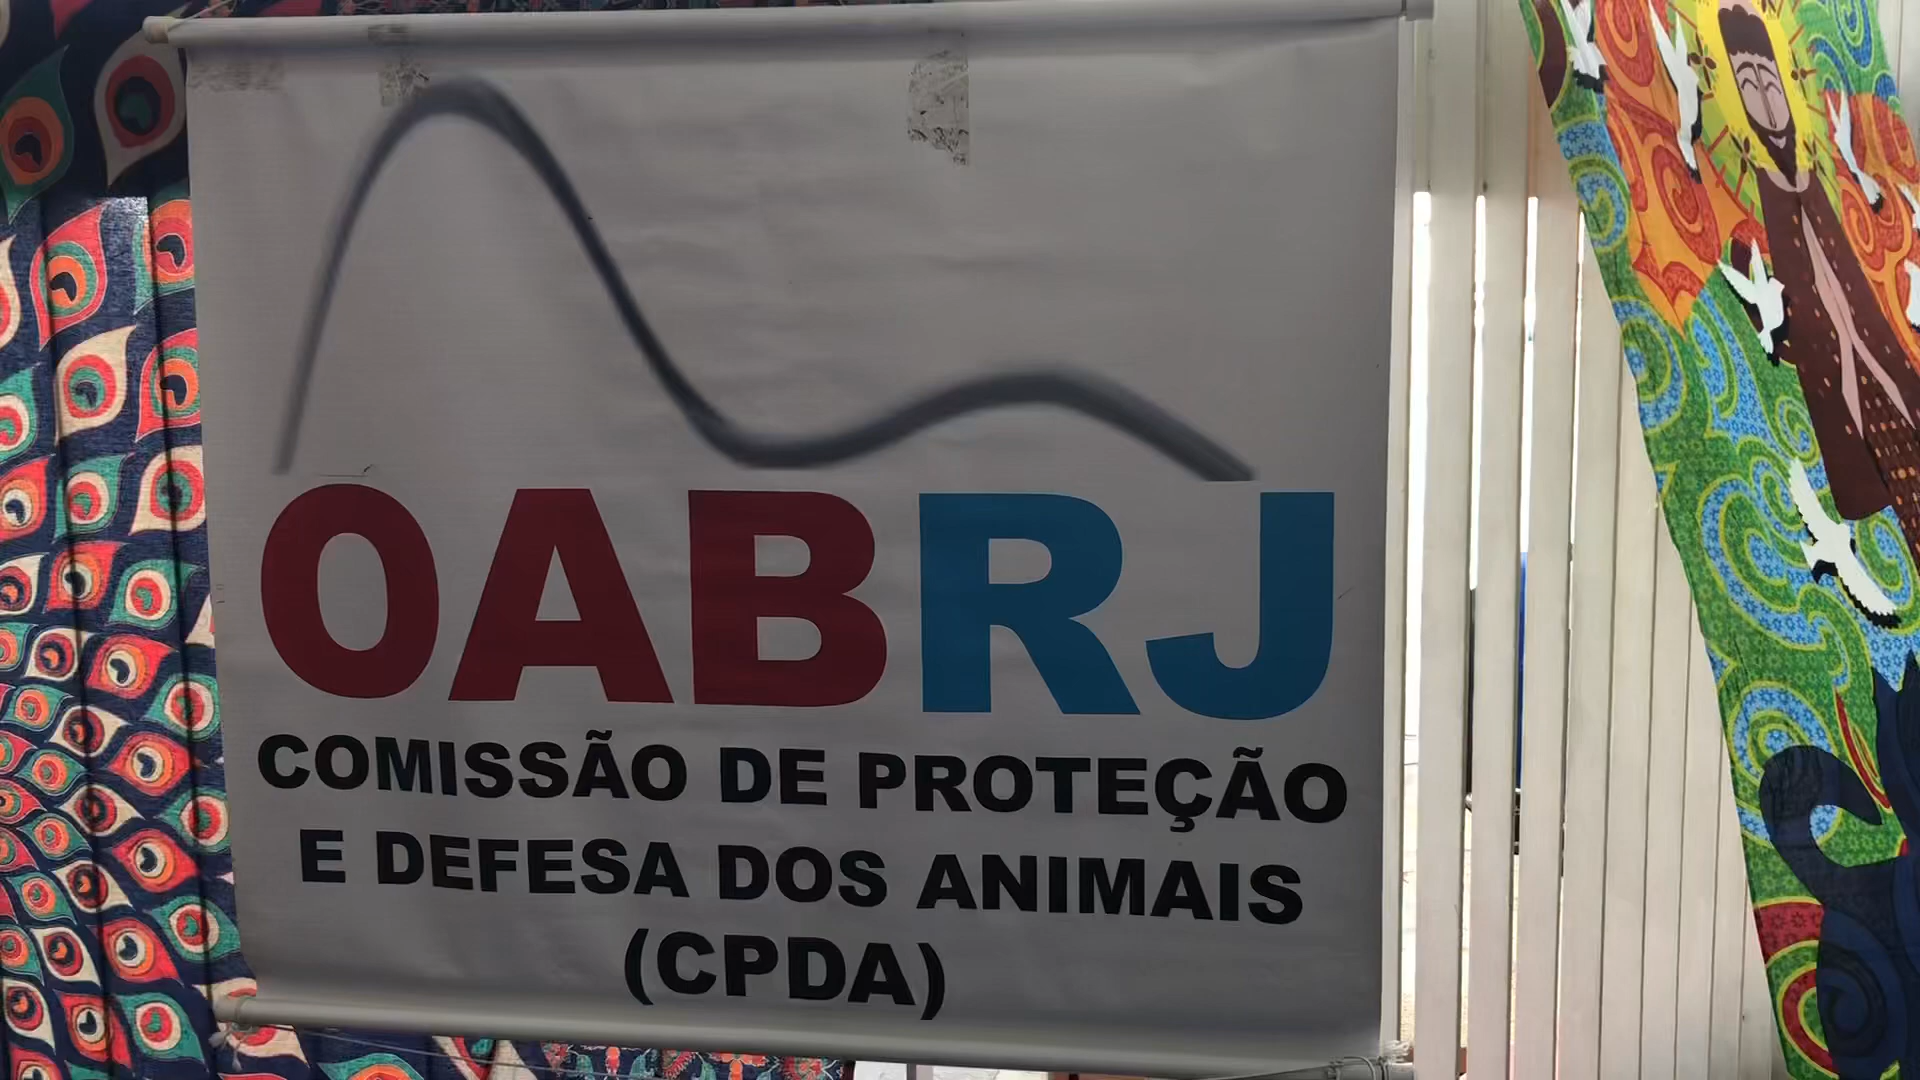 OABRJ
COMISSÃO DE PROTEÇÃO
E DEFESA DOS ANIMAIS
(CPDA)